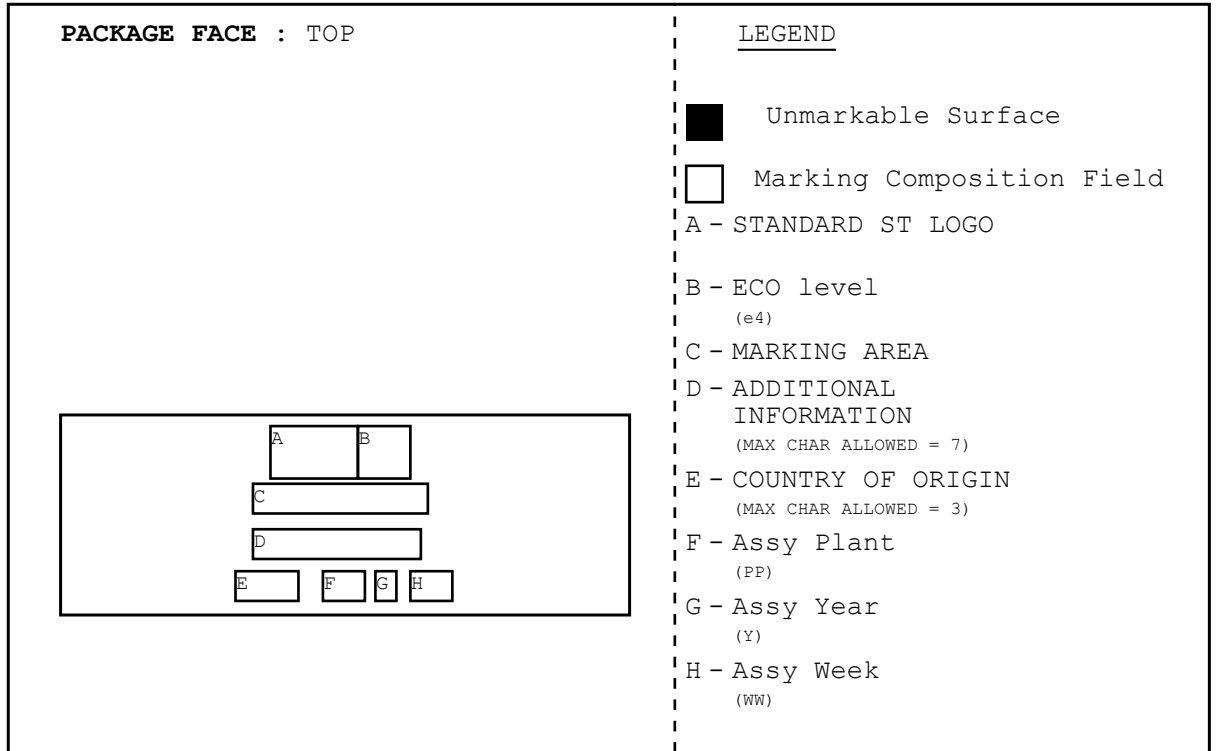 PACKAGE FACE : TOP
A
B
C
D
E
F
G
H
LEGEND
Unmarkable Surface
Marking Composition Field
A - STANDARD ST LOGO
B - ECO level
(e4)
C - MARKING AREA
D - ADDITIONAL
INFORMATION
(MAX CHAR ALLOWED = 7)
E - COUNTRY OF ORIGIN
(MAX CHAR ALLOWED = 3)
F - Assy Plant
(PP)
G - Assy Year
(Y)
H - Assy Week
(WW)